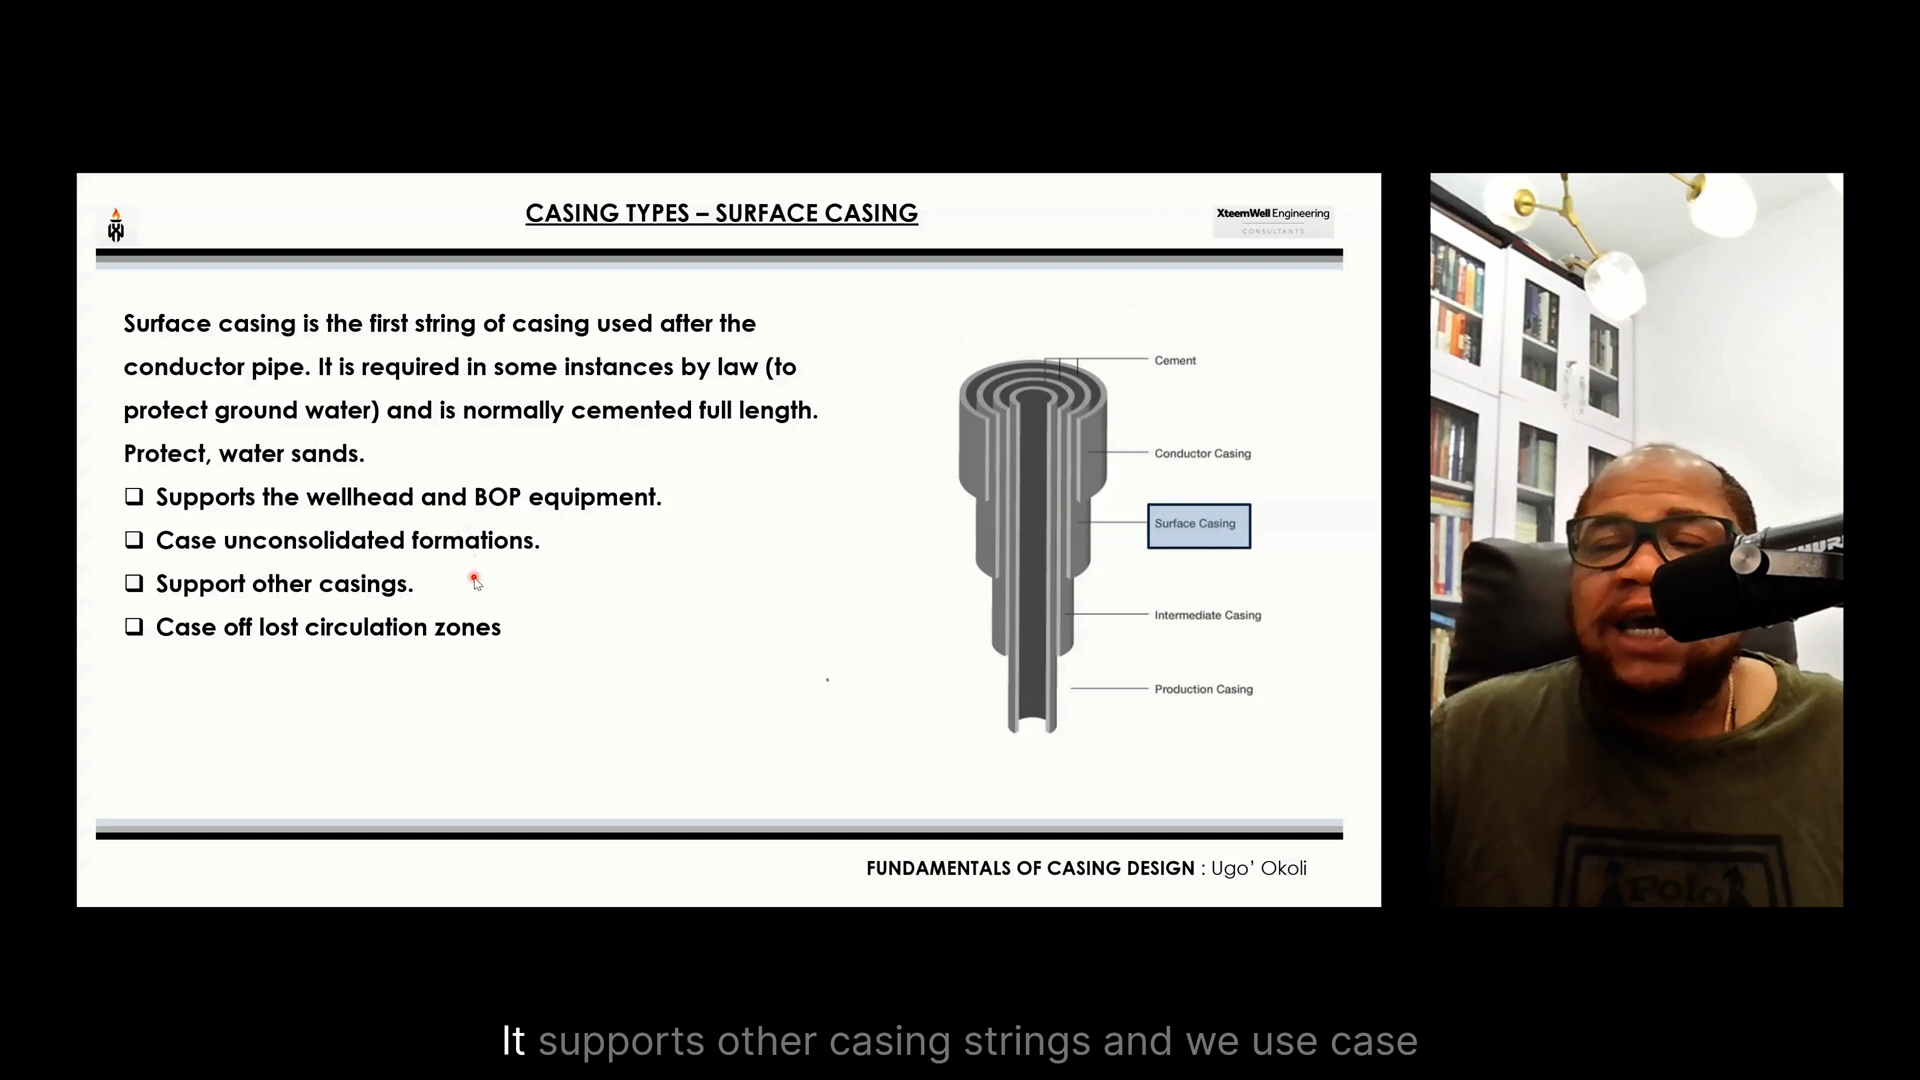 CASING TYPES – SURFACE CASING
XteemWell Engineering
CONSULTANTS
Surface casing is the first string of casing used after the
conductor pipe. It is required in some instances by law (to
protect ground water) and is normally cemented full length.
Protect, water sands.
❑ Supports the wellhead and BOP equipment.
❑ Case unconsolidated formations.
❑ Support other casings.
❑ Case off lost circulation zones
Cement
Conductor Casing
Surface Casing
Intermediate Casing
Production Casing
FUNDAMENTALS OF CASING DESIGN : Ugo’ Okoli
Polo
It supports other casing strings and we use case